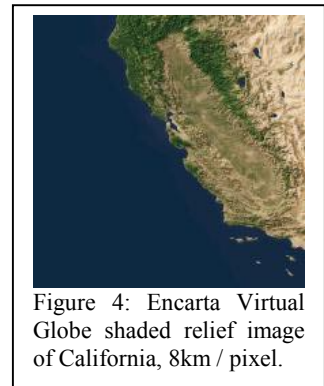 Figure 4: Encarta Virtual
Globe shaded relief image
of California, 8km / pixel.